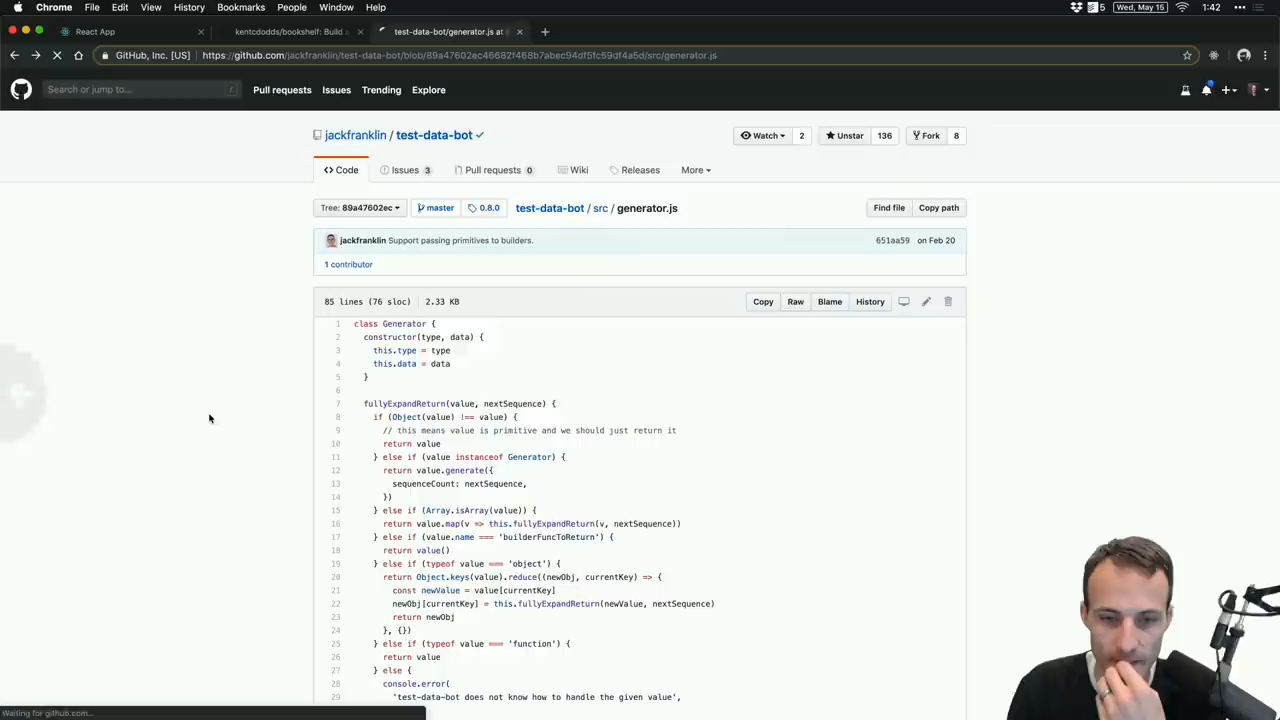 Chrome File Edit View History Bookmarks People Window Help 5 Wed, May 15 1:42
React App kentcdodds/bookshelf: Build a test-data-bot/generator.js at
GitHub, Inc. [US] https://github.com/jackfranklin/test-data-bot/blob/89a47602ec46682f468b7abec94df5fc59df4a5d/src/generator.js
Search or jump to... / Pull requests Issues Trending Explore
jackfranklin / test-data-bot Watch 2 Unstar 136 Fork 8
Code Issues 3 Pull requests 0 Wiki Releases More
Tree: 89a47602ec master 0.8.0 test-data-bot / src / generator.js Find file Copy path
jackfranklin Support passing primitives to builders. 651aa59 on Feb 20
1 contributor
85 lines (76 sloc) 2.33 KB Copy Raw Blame History
1 class Generator {
2 constructor(type, data) {
3 this.type = type
4 this.data = data
5 }
6
7 fullyExpandReturn(value, nextSequence) {
8 if (Object(value) !== value) {
9 // this means value is primitive and we should just return it
10 return value
11 } else if (value instanceof Generator) {
12 return value.generate({
13 sequenceCount: nextSequence,
14 })
15 } else if (Array.isArray(value)) {
16 return value.map(v => this.fullyExpandReturn(v, nextSequence))
17 } else if (value.name === 'builderFuncToReturn') {
18 return value()
19 } else if (typeof value === 'object') {
20 return Object.keys(value).reduce((newObj, currentKey) => {
21 const newValue = value[currentKey]
22 newObj[currentKey] = this.fullyExpandReturn(newValue, nextSequence)
23 return newObj
24 }, {})
25 } else if (typeof value === 'function') {
26 return value
27 } else {
28 console.error(
29 'test-data-bot does not know how to handle the given value',
Waiting for github.com...